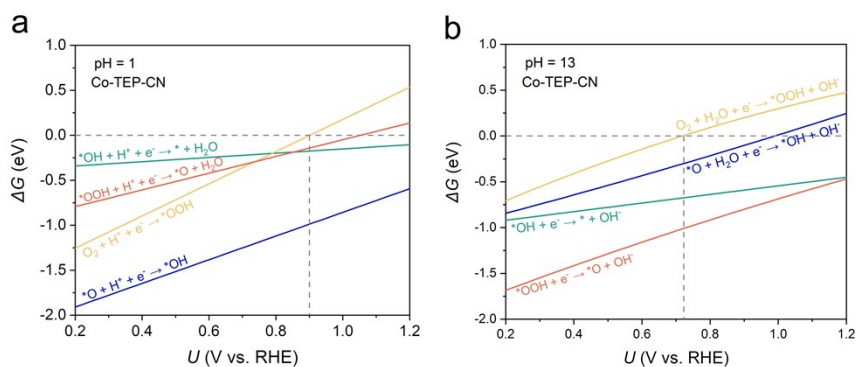 a
pH = 1
Co-TEP-CN
*OH + H⁺ + e⁻ → * + H₂O
*OOH + H⁺ + e⁻ → *O + H₂O
O₂ + H⁺ + e⁻ → *OOH
*O + H⁺ + e⁻ → *OH
1.0
0.5
0.0
-0.5
-1.0
-1.5
-2.0
ΔG (eV)
0.2 0.4 0.6 0.8 1.0 1.2
U (V vs. RHE)
b
pH = 13
Co-TEP-CN
O₂ + H₂O + e⁻ → *OOH + OH⁻
*O + H₂O + e⁻ → *OH + OH⁻
*OH + e⁻ → * + OH⁻
*OOH + e⁻ → *O + OH⁻
1.0
0.5
0.0
-0.5
-1.0
-1.5
-2.0
ΔG (eV)
0.2 0.4 0.6 0.8 1.0 1.2
U (V vs. RHE)